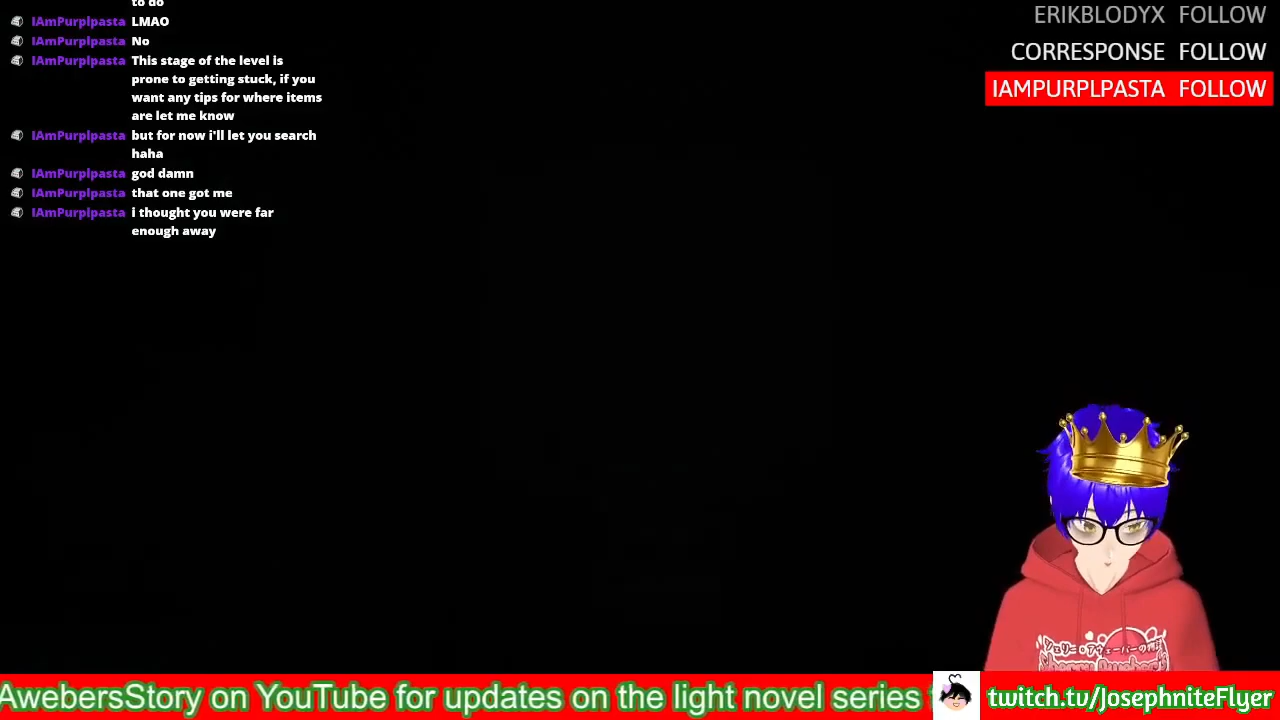 to do
IAmPurplpasta LMAO
IAmPurplpasta No
IAmPurplpasta This stage of the level is
prone to getting stuck, if you
want any tips for where items
are let me know
IAmPurplpasta but for now i'll let you search
haha
IAmPurplpasta god damn
IAmPurplpasta that one got me
IAmPurplpasta i thought you were far
enough away
ERIKBLODYX FOLLOW
CORRESPONSE FOLLOW
IAMPURPLPASTA FOLLOW
AwebersStory on YouTube for updates on the light novel series
twitch.tv/JosephniteFlyer